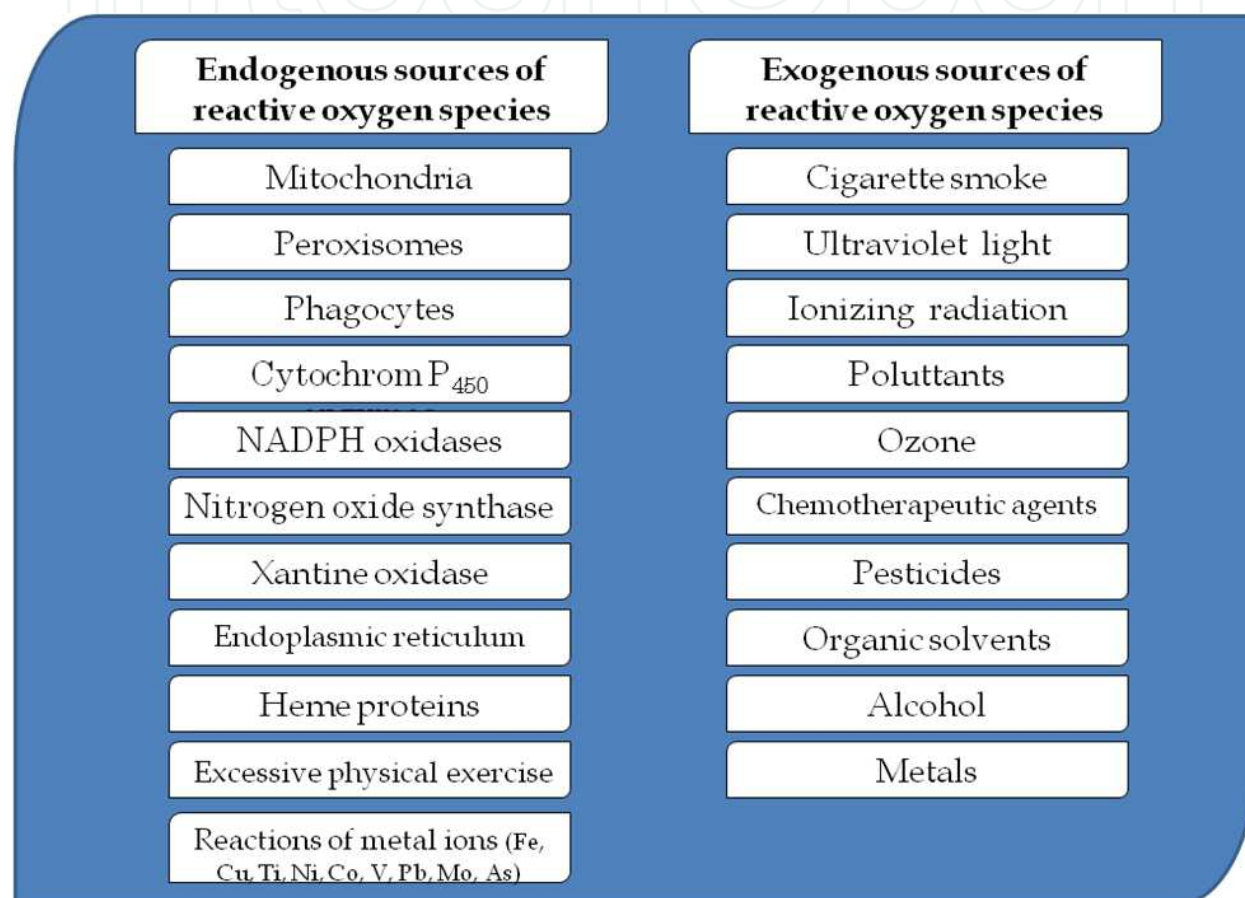 Endogenous sources of
reactive oxygen species
Mitochondria
Peroxisomes
Phagocytes
Cytochrom P450
NADPH oxidases
Nitrogen oxide synthase
Xantine oxidase
Endoplasmic reticulum
Heme proteins
Excessive physical exercise
Reactions of metal ions (Fe,
Cu, Ti, Ni, Co, V, Pb, Mo, As)
Exogenous sources of
reactive oxygen species
Cigarette smoke
Ultraviolet light
Ionizing radiation
Poluttants
Ozone
Chemotherapeutic agents
Pesticides
Organic solvents
Alcohol
Metals